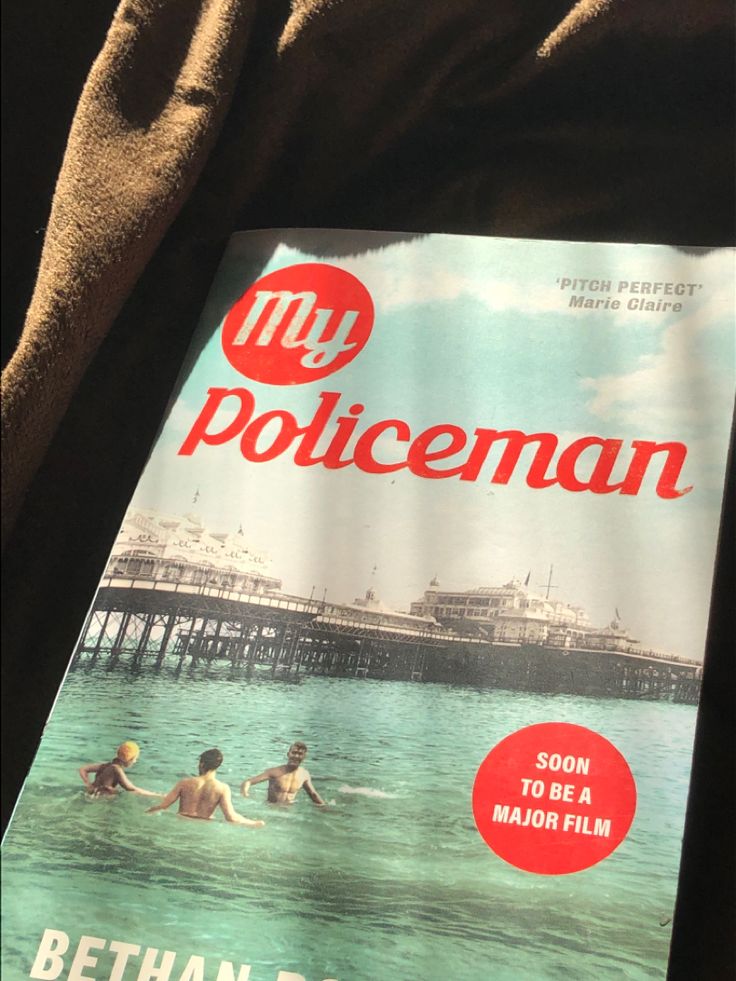 'PITCH PERFECT'
Marie Claire
My
Policeman
SOON
TO BE A
MAJOR FILM
BETHAN